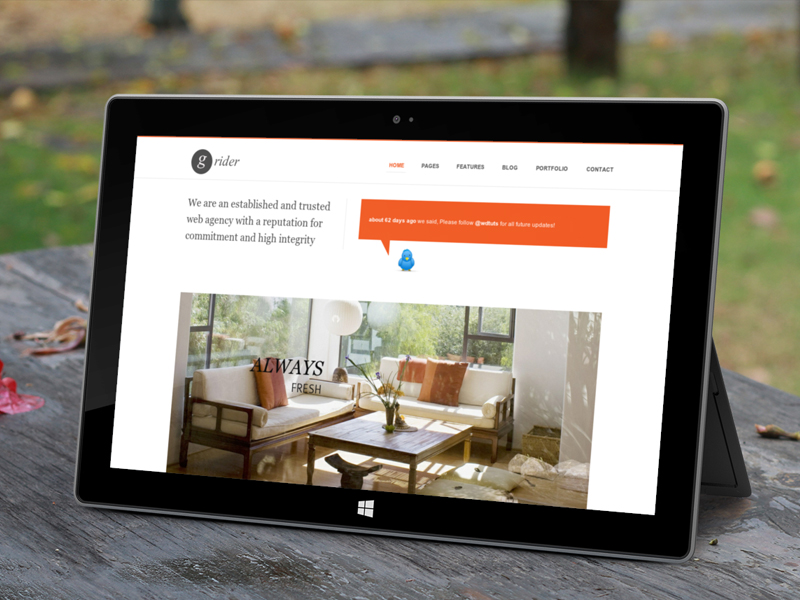 g rider
HOME PAGES FEATURES BLOG PORTFOLIO CONTACT
We are an established and trusted
web agency with a reputation for
commitment and high integrity
about 62 days ago we said. Please follow @wdtuts for all future updates!
ALWAYS
FRESH